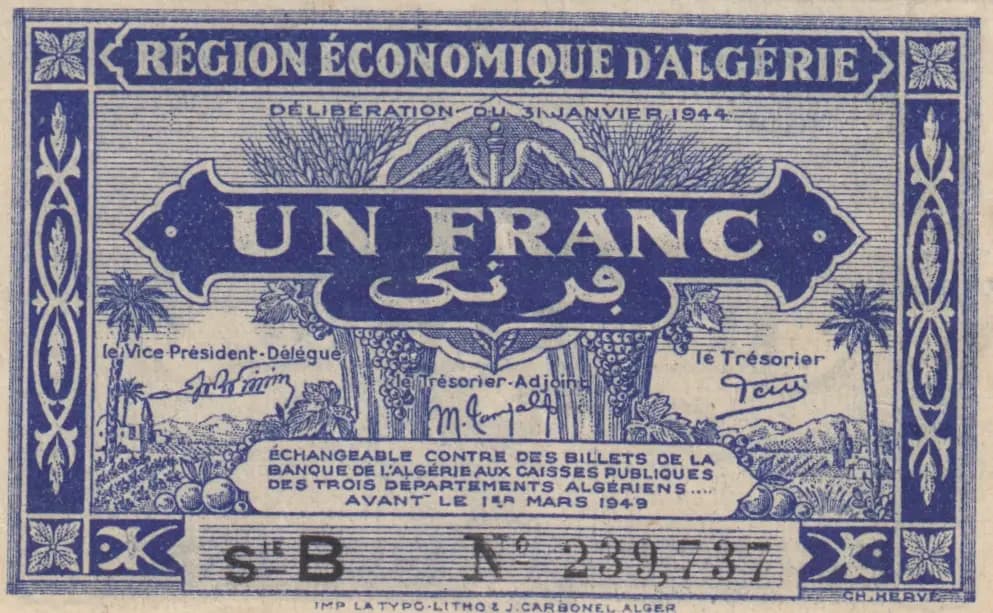 RÉGION ÉCONOMIQUE D'ALGÉRIE
DÉLIBÉRATION DU 31 JANVIER 1944
UN FRANC
فرنك
le Vice-Président-Délégué
le Trésorier-Adjoint
le Trésorier
ÉCHANGEABLE CONTRE DES BILLETS DE LA
BANQUE DE L'ALGÉRIE AUX CAISSES PUBLIQUES
DES TROIS DÉPARTEMENTS ALGÉRIENS....
AVANT LE 1ER MARS 1949
SIE B No 239,737
CH. HERVÉ
IMP LA TYPO-LITHO & J. CARBONEL ALGER